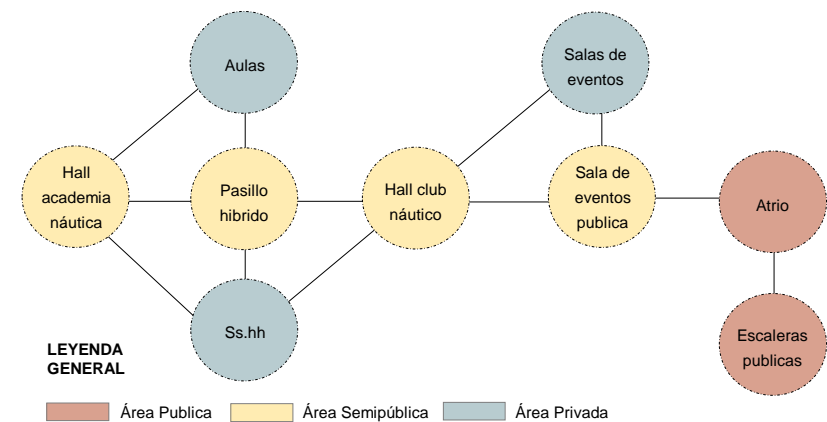 Aulas
Salas de
eventos
Hall
academia
náutica
Pasillo
hibrido
Hall club
náutico
Sala de
eventos
publica
Atrio
Ss.hh
Escaleras
publicas
LEYENDA
GENERAL
Área Publica
Área Semipública
Área Privada